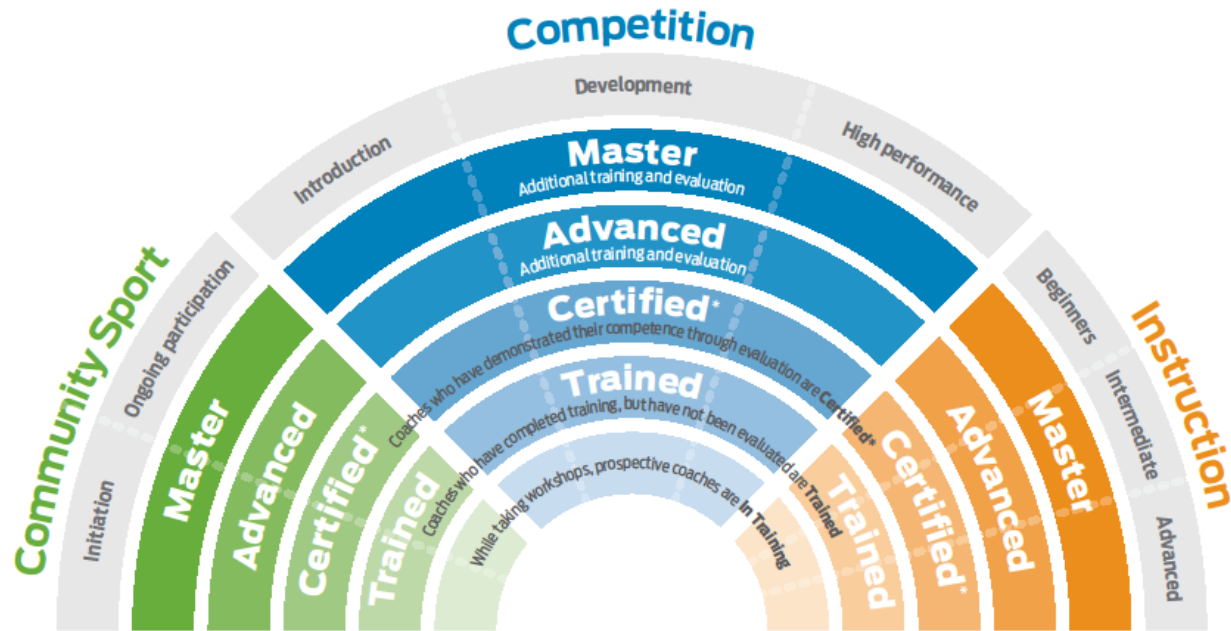 Competition
Development
Introduction
High performance
Master
Additional training and evaluation
Advanced
Additional training and evaluation
Certified*
Coaches who have demonstrated their competence through evaluation are Certified*
Trained
Coaches who have completed training, but have not been evaluated are Trained
While taking workshops, prospective coaches are In Training
Community Sport
Ongoing participation
Initiation
Master
Advanced
Certified*
Trained
Instruction
Beginners
Intermediate
Advanced
Master
Advanced
Certified*
Trained